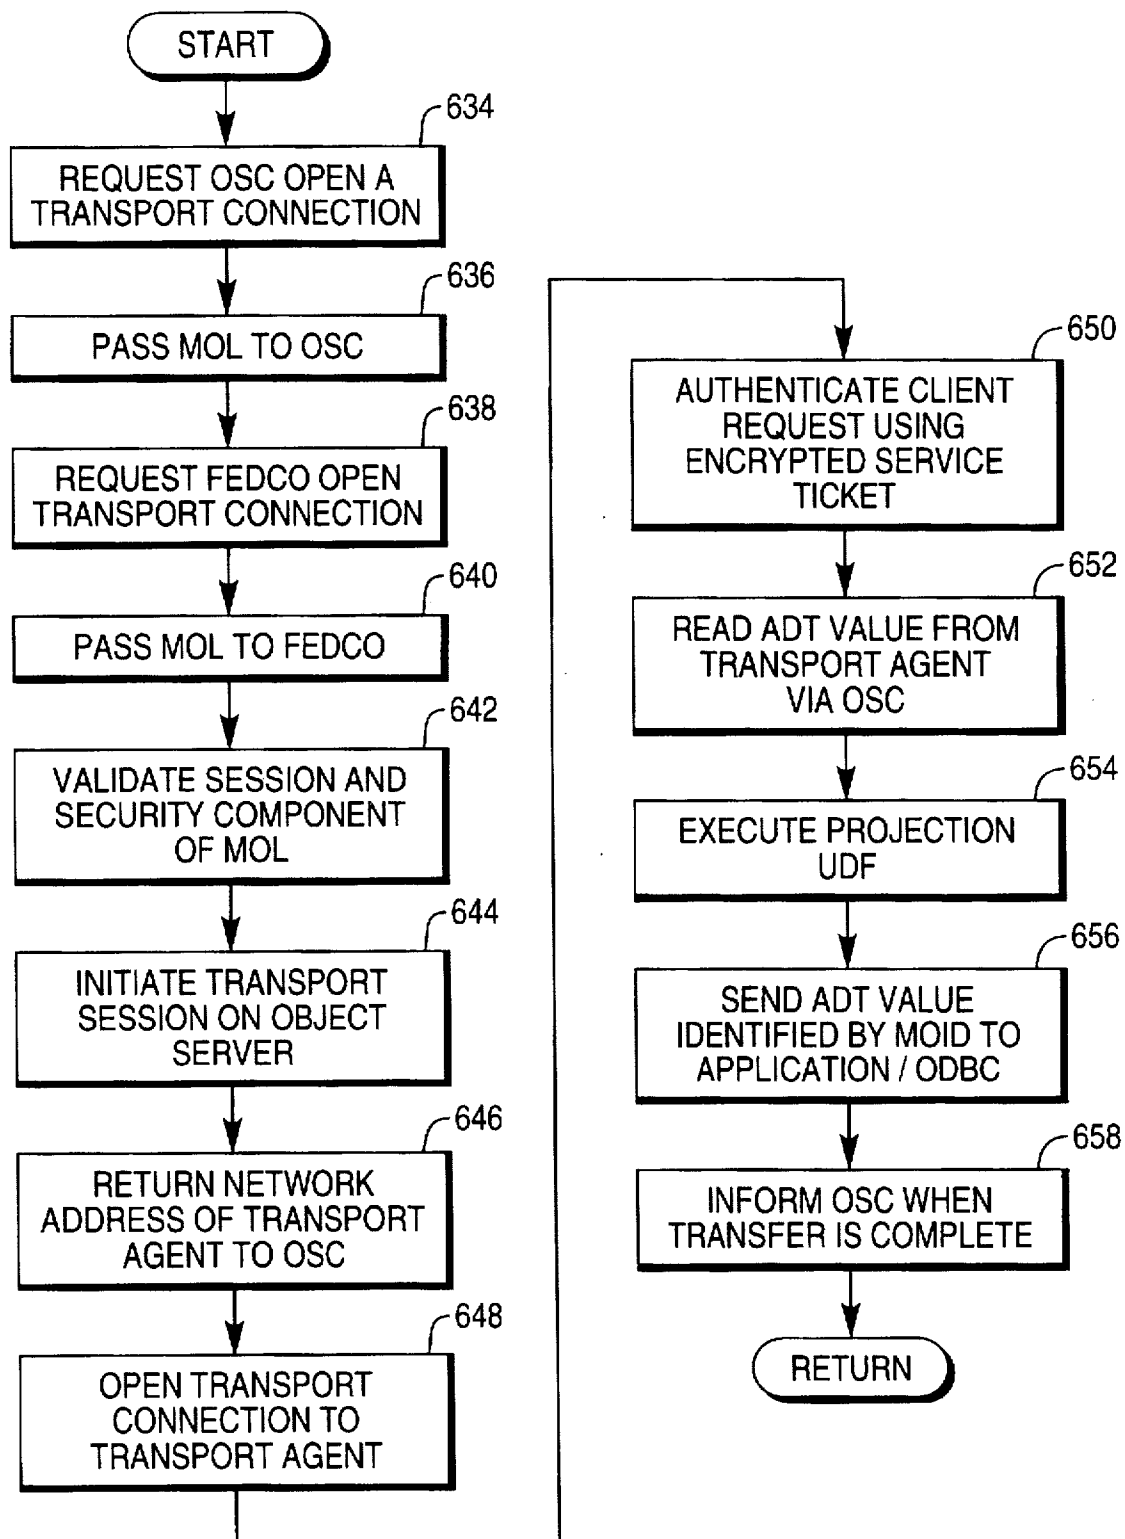 START
634
REQUEST OSC OPEN A
TRANSPORT CONNECTION
636
PASS MOL TO OSC
638
REQUEST FEDCO OPEN
TRANSPORT CONNECTION
640
PASS MOL TO FEDCO
642
VALIDATE SESSION AND
SECURITY COMPONENT
OF MOL
644
INITIATE TRANSPORT
SESSION ON OBJECT
SERVER
646
RETURN NETWORK
ADDRESS OF TRANSPORT
AGENT TO OSC
648
OPEN TRANSPORT
CONNECTION TO
TRANSPORT AGENT
650
AUTHENTICATE CLIENT
REQUEST USING
ENCRYPTED SERVICE
TICKET
652
READ ADT VALUE FROM
TRANSPORT AGENT
VIA OSC
654
EXECUTE PROJECTION
UDF
656
SEND ADT VALUE
IDENTIFIED BY MOID TO
APPLICATION / ODBC
658
INFORM OSC WHEN
TRANSFER IS COMPLETE
RETURN